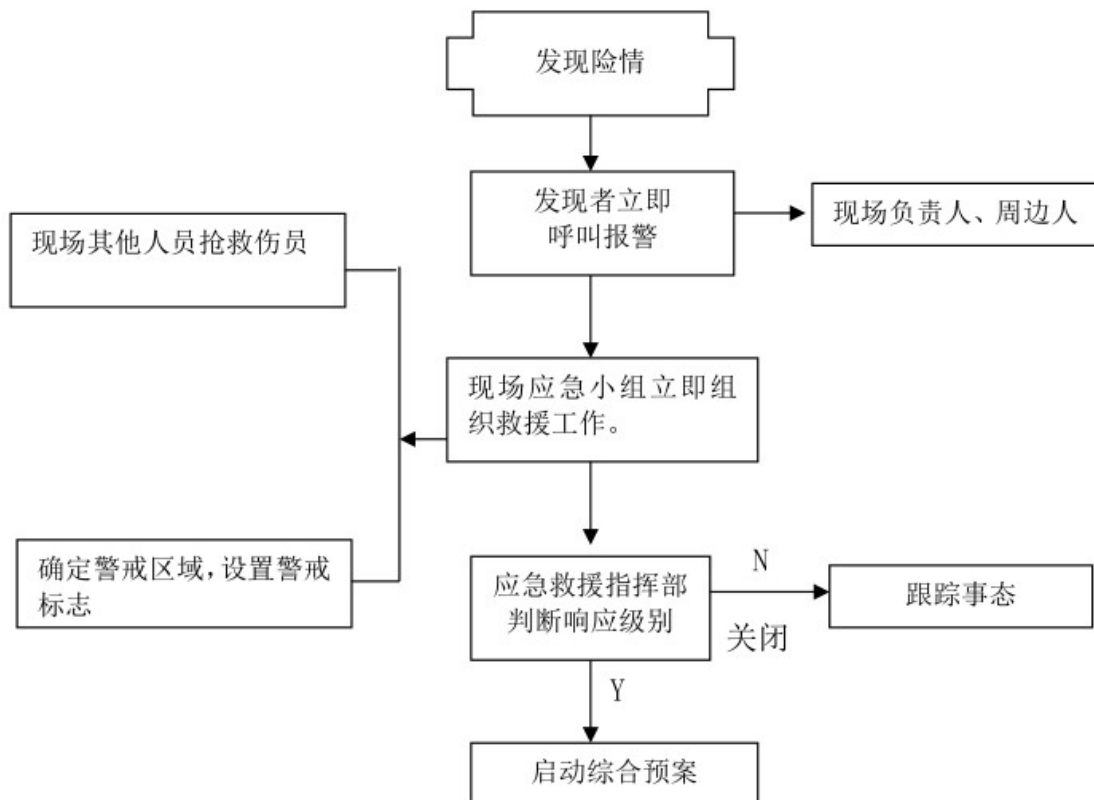 发现险情
发现者立即
呼叫报警
现场负责人、周边人
现场其他人员抢救伤员
现场应急小组立即组
织救援工作。
确定警戒区域,设置警戒
标志
应急救援指挥部
判断响应级别
N
关闭
跟踪事态
Y
启动综合预案